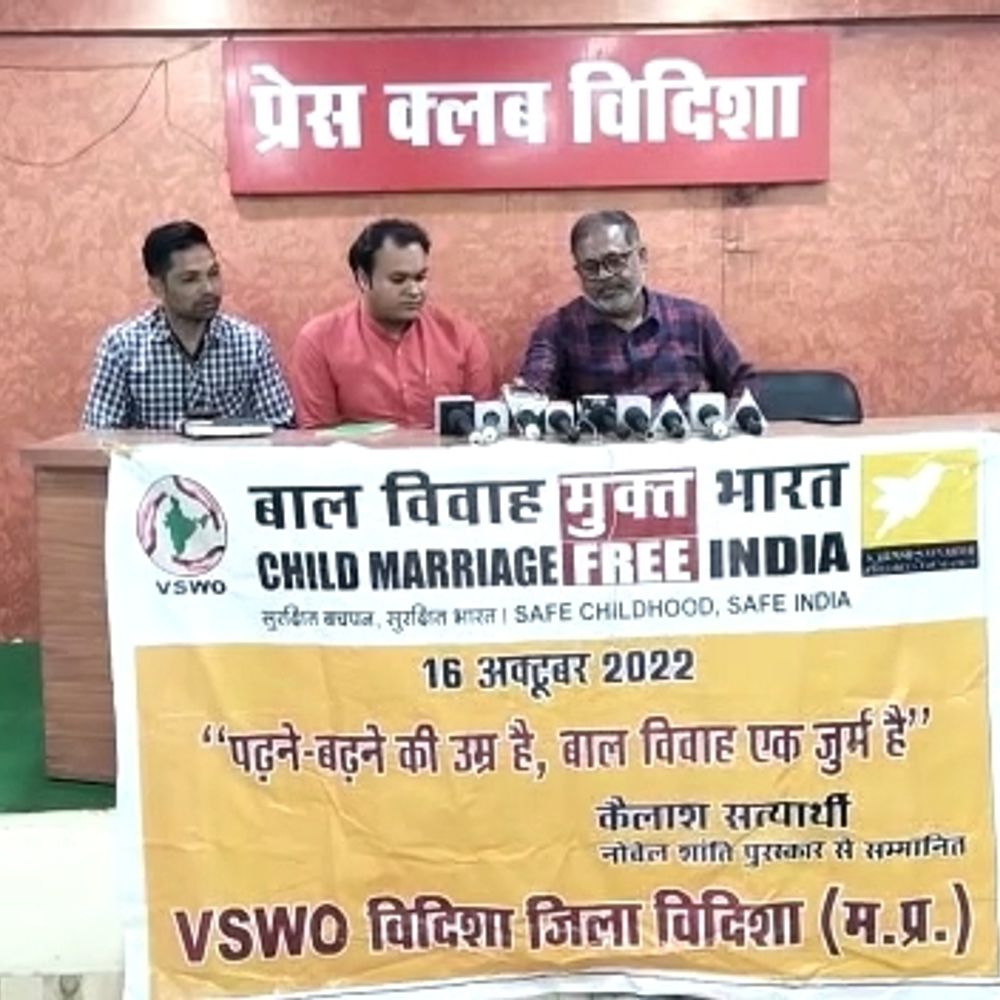 प्रेस क्लब विदिशा
बाल विवाह मुक्त भारत
CHILD MARRIAGE FREE INDIA
VSWO
सुरक्षित बचपन, सुरक्षित भारत। SAFE CHILDHOOD, SAFE INDIA
16 अक्टूबर 2022
“पढ़ने-बढ़ने की उम्र है, बाल विवाह एक जुर्म है”
कैलाश सत्यार्थी
नोबेल शांति पुरस्कार से सम्मानित
VSWO विदिशा जिला विदिशा (म.प्र.)